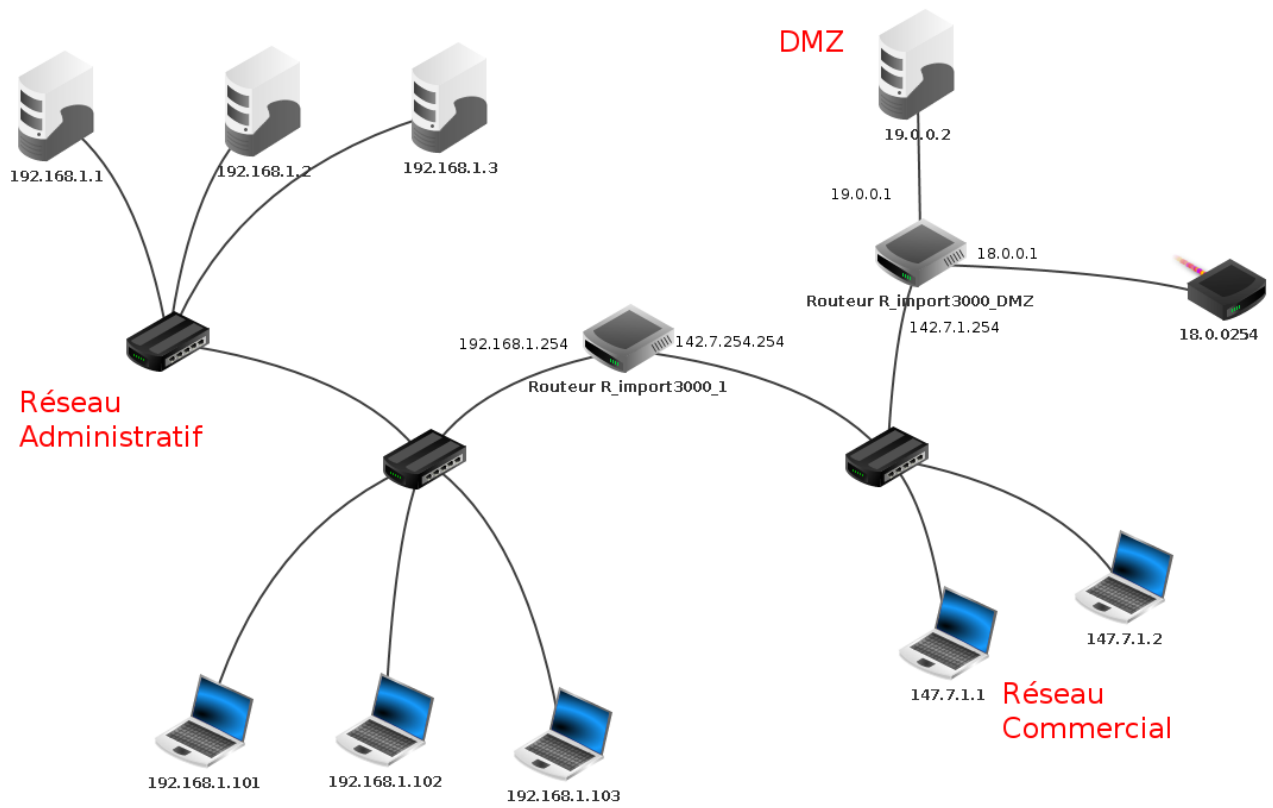 DMZ
192.168.1.1
192.168.1.2
192.168.1.3
19.0.0.2
19.0.0.1
18.0.0.1
Routeur R_import3000_DMZ
142.7.1.254
18.0.0254
192.168.1.254
142.7.254.254
Routeur R_import3000_1
Réseau
Administratif
147.7.1.2
147.7.1.1
Réseau
Commercial
192.168.1.101
192.168.1.102
192.168.1.103